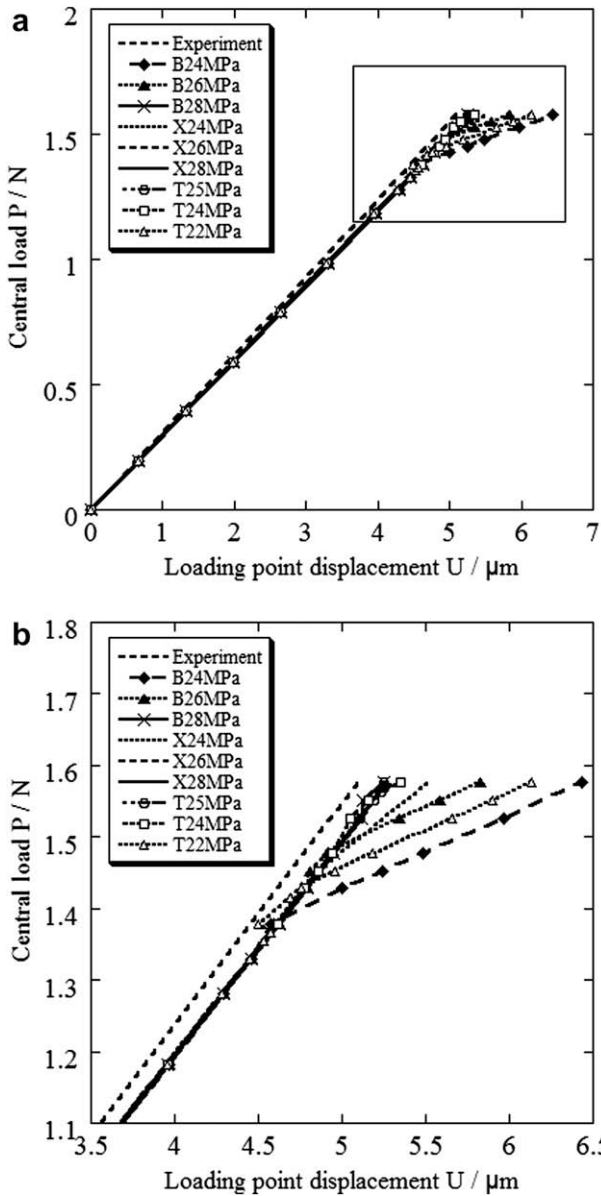 a
Experiment
B24MPa
B26MPa
B28MPa
X24MPa
X26MPa
X28MPa
T25MPa
T24MPa
T22MPa
Central load P / N
2
1.5
1
0.5
0
0 1 2 3 4 5 6 7
Loading point displacement U / μm
b
Experiment
B24MPa
B26MPa
B28MPa
X24MPa
X26MPa
X28MPa
T25MPa
T24MPa
T22MPa
Central load P / N
1.8
1.7
1.6
1.5
1.4
1.3
1.2
1.1
3.5 4 4.5 5 5.5 6 6.5
Loading point displacement U / μm